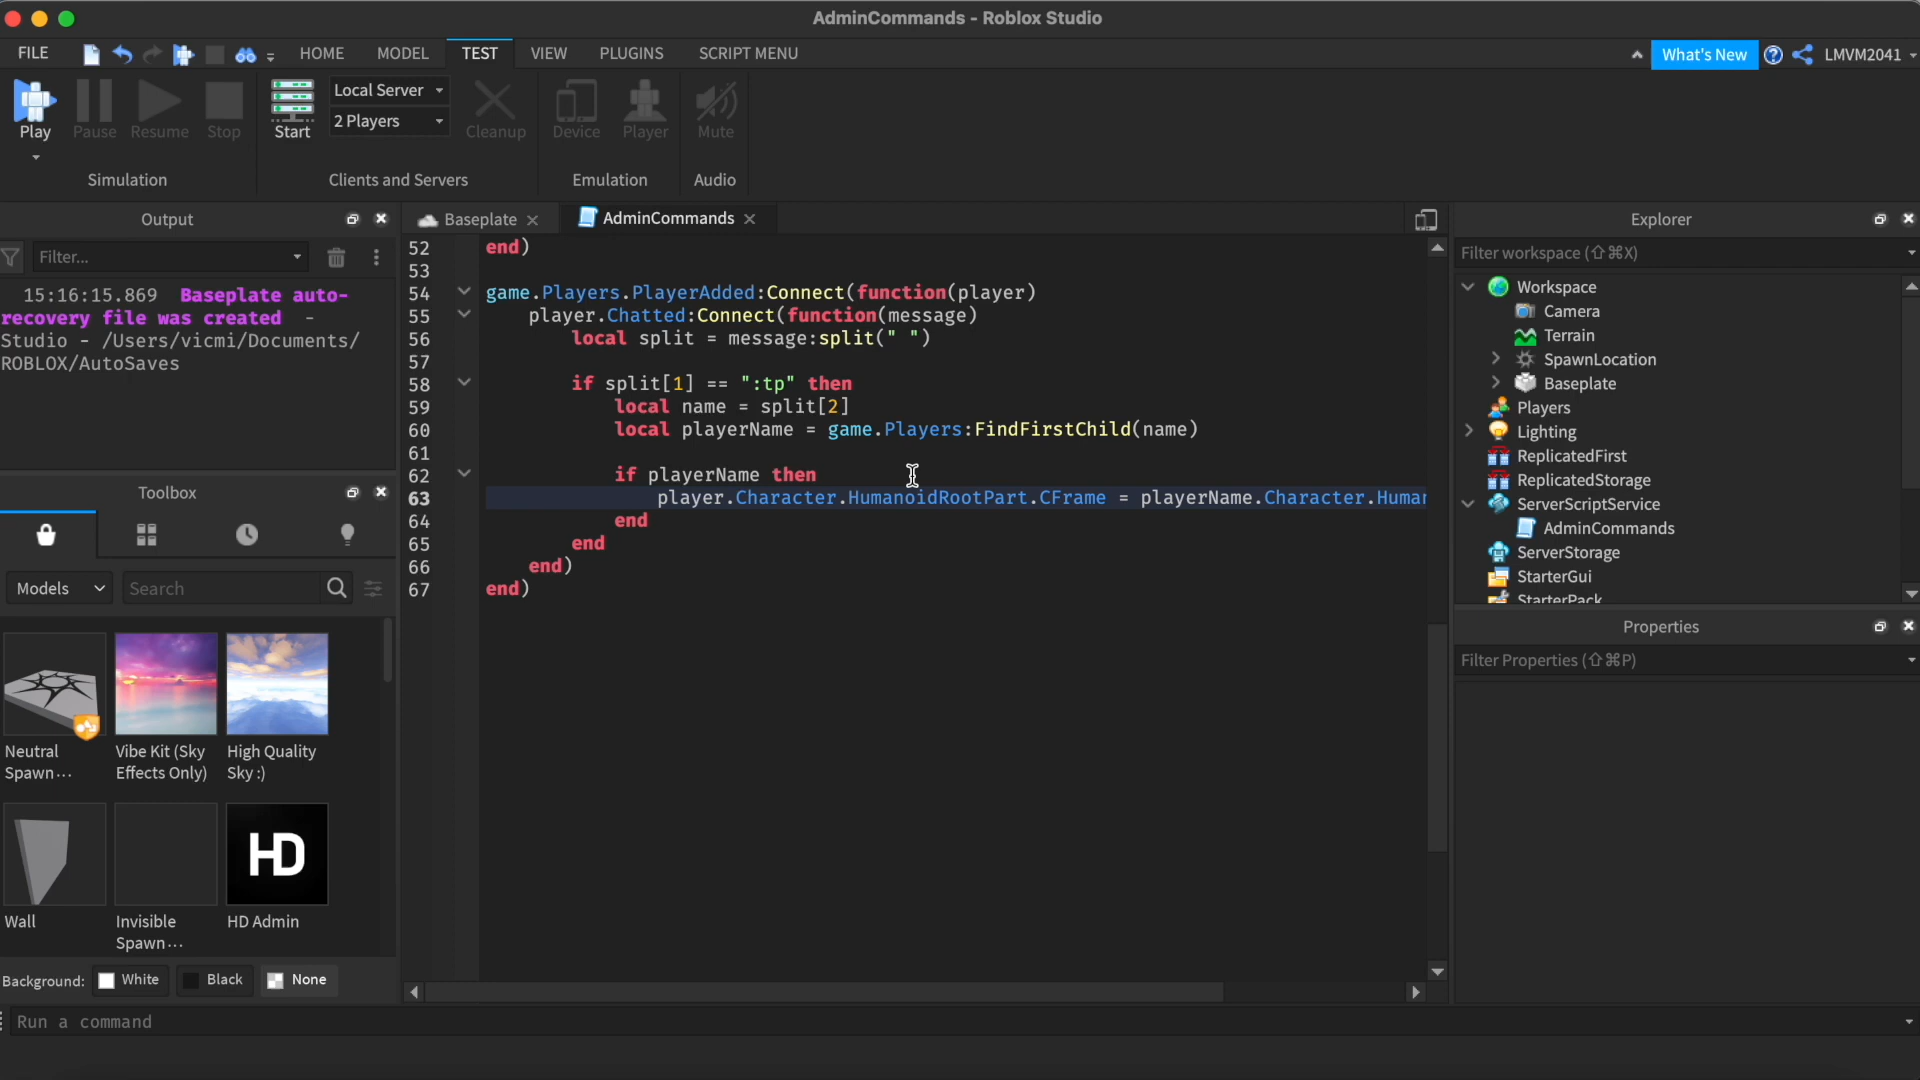 AdminCommands - Roblox Studio
FILE HOME MODEL TEST VIEW PLUGINS SCRIPT MENU What's New LMVM2041
Play Pause Resume Stop Start Local Server 2 Players Cleanup Device Player Mute
Simulation Clients and Servers Emulation Audio
Output
Filter...
15:16:15.869 Baseplate auto-
recovery file was created -
Studio - /Users/vicmi/Documents/
ROBLOX/AutoSaves
Toolbox
Models Search
Neutral
Spawn...
Vibe Kit (Sky
Effects Only)
High Quality
Sky :)
Wall
Invisible
Spawn...
HD
HD Admin
Background: White Black None
Baseplate AdminCommands
52 end)
53
54 game.Players.PlayerAdded:Connect(function(player)
55 player.Chatted:Connect(function(message)
56 local split = message:split(" ")
57
58 if split[1] == ":tp" then
59 local name = split[2]
60 local playerName = game.Players:FindFirstChild(name)
61
62 if playerName then
63 player.Character.HumanoidRootPart.CFrame = playerName.Character.Human
64 end
65 end
66 end)
67 end)
Explorer
Filter workspace (⇧⌘X)
Workspace
Camera
Terrain
SpawnLocation
Baseplate
Players
Lighting
ReplicatedFirst
ReplicatedStorage
ServerScriptService
AdminCommands
ServerStorage
StarterGui
StarterPack
Properties
Filter Properties (⇧⌘P)
Run a command